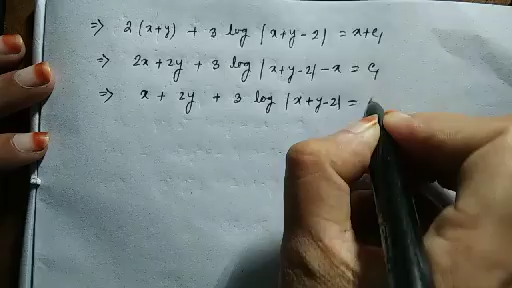 ⇒ 2(x+y) + 3 log |x+y-2| = x+c₁
⇒ 2x+2y + 3 log |x+y-2| - x = c₁
⇒ x + 2y + 3 log |x+y-2| =